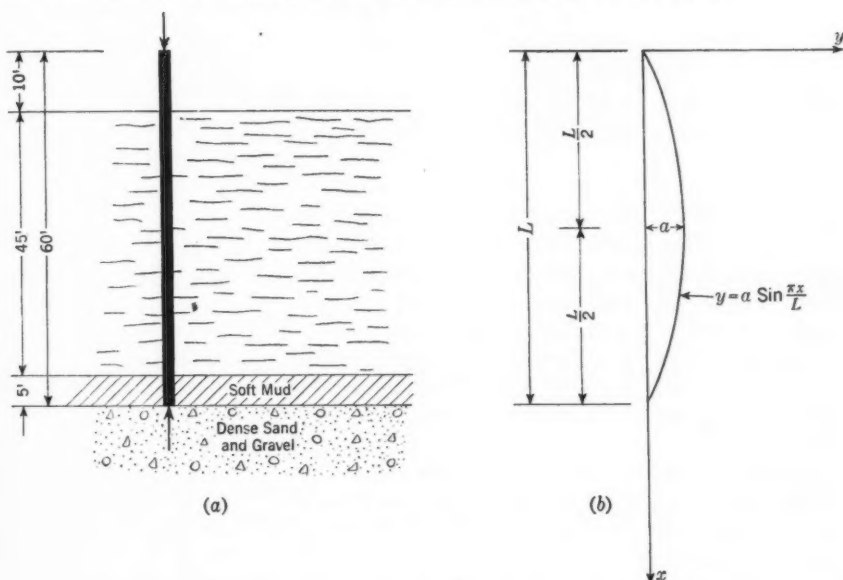 10'
45'
60'
5'
Soft Mud
Dense Sand
and Gravel
(a)
y
L
L/2
L/2
a
y=a Sin πx/L
x
(b)